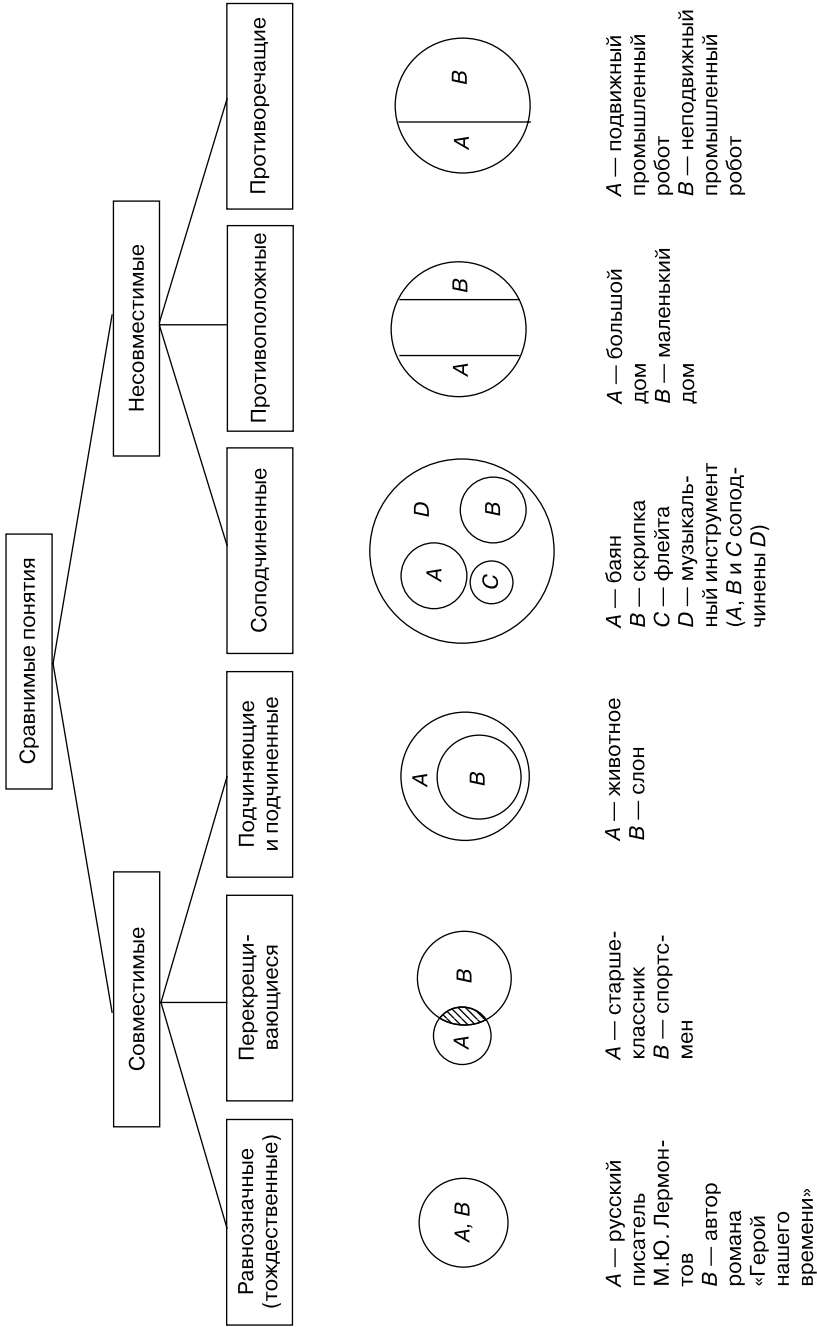 Сравнимые понятия
Совместимые
Несовместимые
Равнозначные
(тождественные)
Перекрещи-
вающиеся
Подчиняющие
и подчиненные
Соподчиненные
Противоположные
Противоречащие
A, B
A
B
A
B
A
B
C
D
A
B
A
B
A — русский
писатель
М.Ю. Лермон-
тов
B — автор
романа
«Герой
нашего
времени»
A — старше-
классник
B — спортс-
мен
A — животное
B — слон
A — баян
B — скрипка
C — флейта
D — музыкаль-
ный инструмент
(A, B и C сопод-
чинены D)
A — большой
дом
B — маленький
дом
A — подвижный
промышленный
робот
B — неподвижный
промышленный
робот